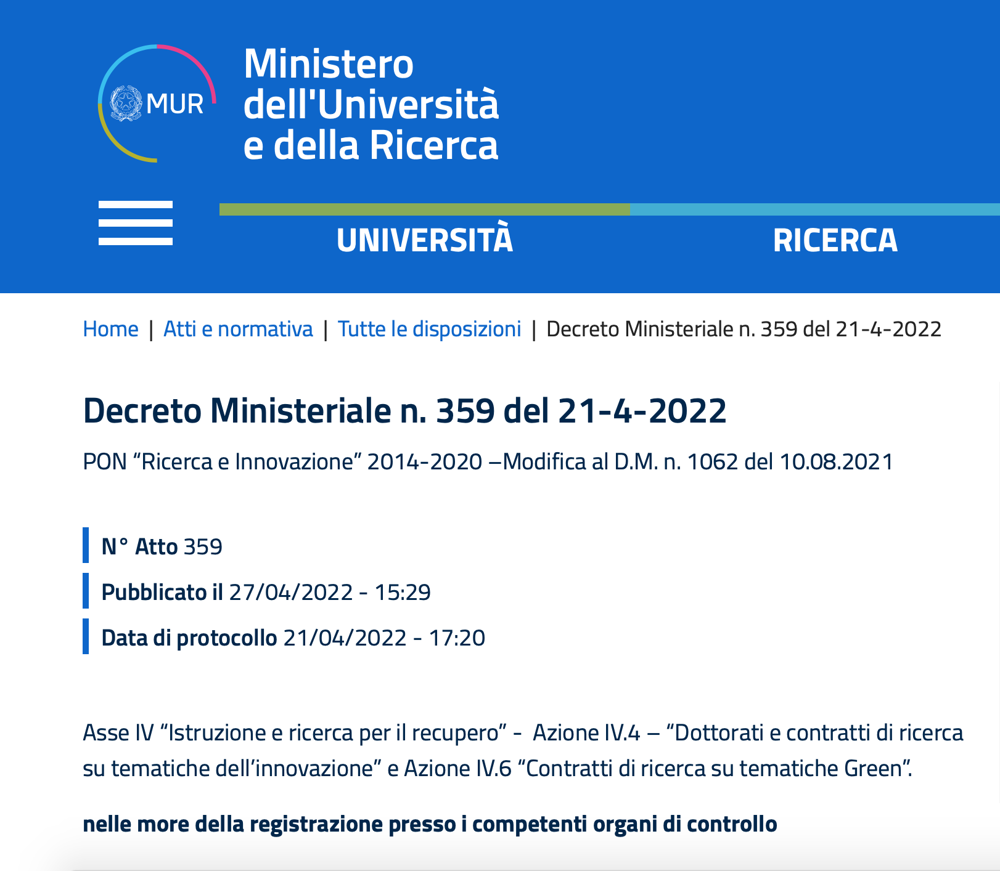 MUR
Ministero
dell'Università
e della Ricerca
UNIVERSITÀ
RICERCA
Home | Atti e normativa | Tutte le disposizioni | Decreto Ministeriale n. 359 del 21-4-2022
Decreto Ministeriale n. 359 del 21-4-2022
PON “Ricerca e Innovazione” 2014-2020 –Modifica al D.M. n. 1062 del 10.08.2021
N° Atto 359
Pubblicato il 27/04/2022 - 15:29
Data di protocollo 21/04/2022 - 17:20
Asse IV “Istruzione e ricerca per il recupero” - Azione IV.4 – “Dottorati e contratti di ricerca
su tematiche dell’innovazione” e Azione IV.6 “Contratti di ricerca su tematiche Green”.
nelle more della registrazione presso i competenti organi di controllo